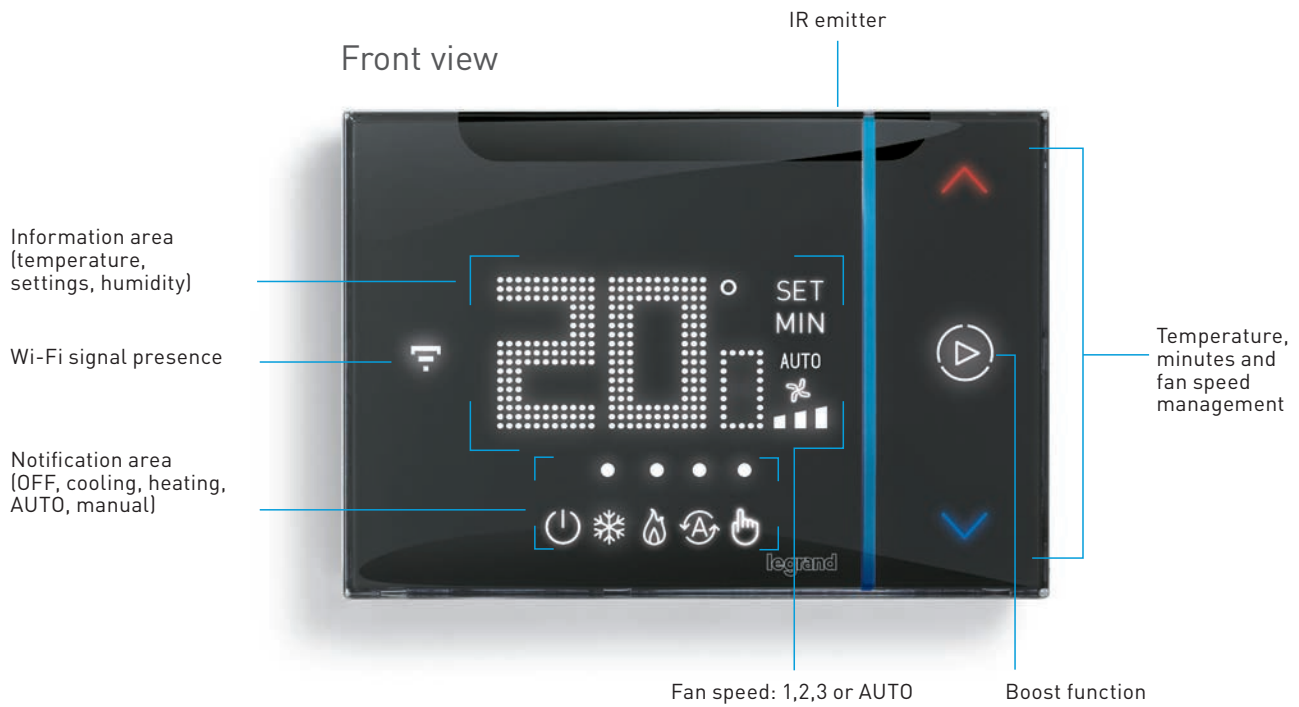 IR emitter
Front view
Information area
(temperature,
settings, humidity)
Wi-Fi signal presence
Notification area
(OFF, cooling, heating,
AUTO, manual)
20°
SET
MIN
AUTO
A
legrand
Temperature,
minutes and
fan speed
management
Fan speed: 1,2,3 or AUTO
Boost function